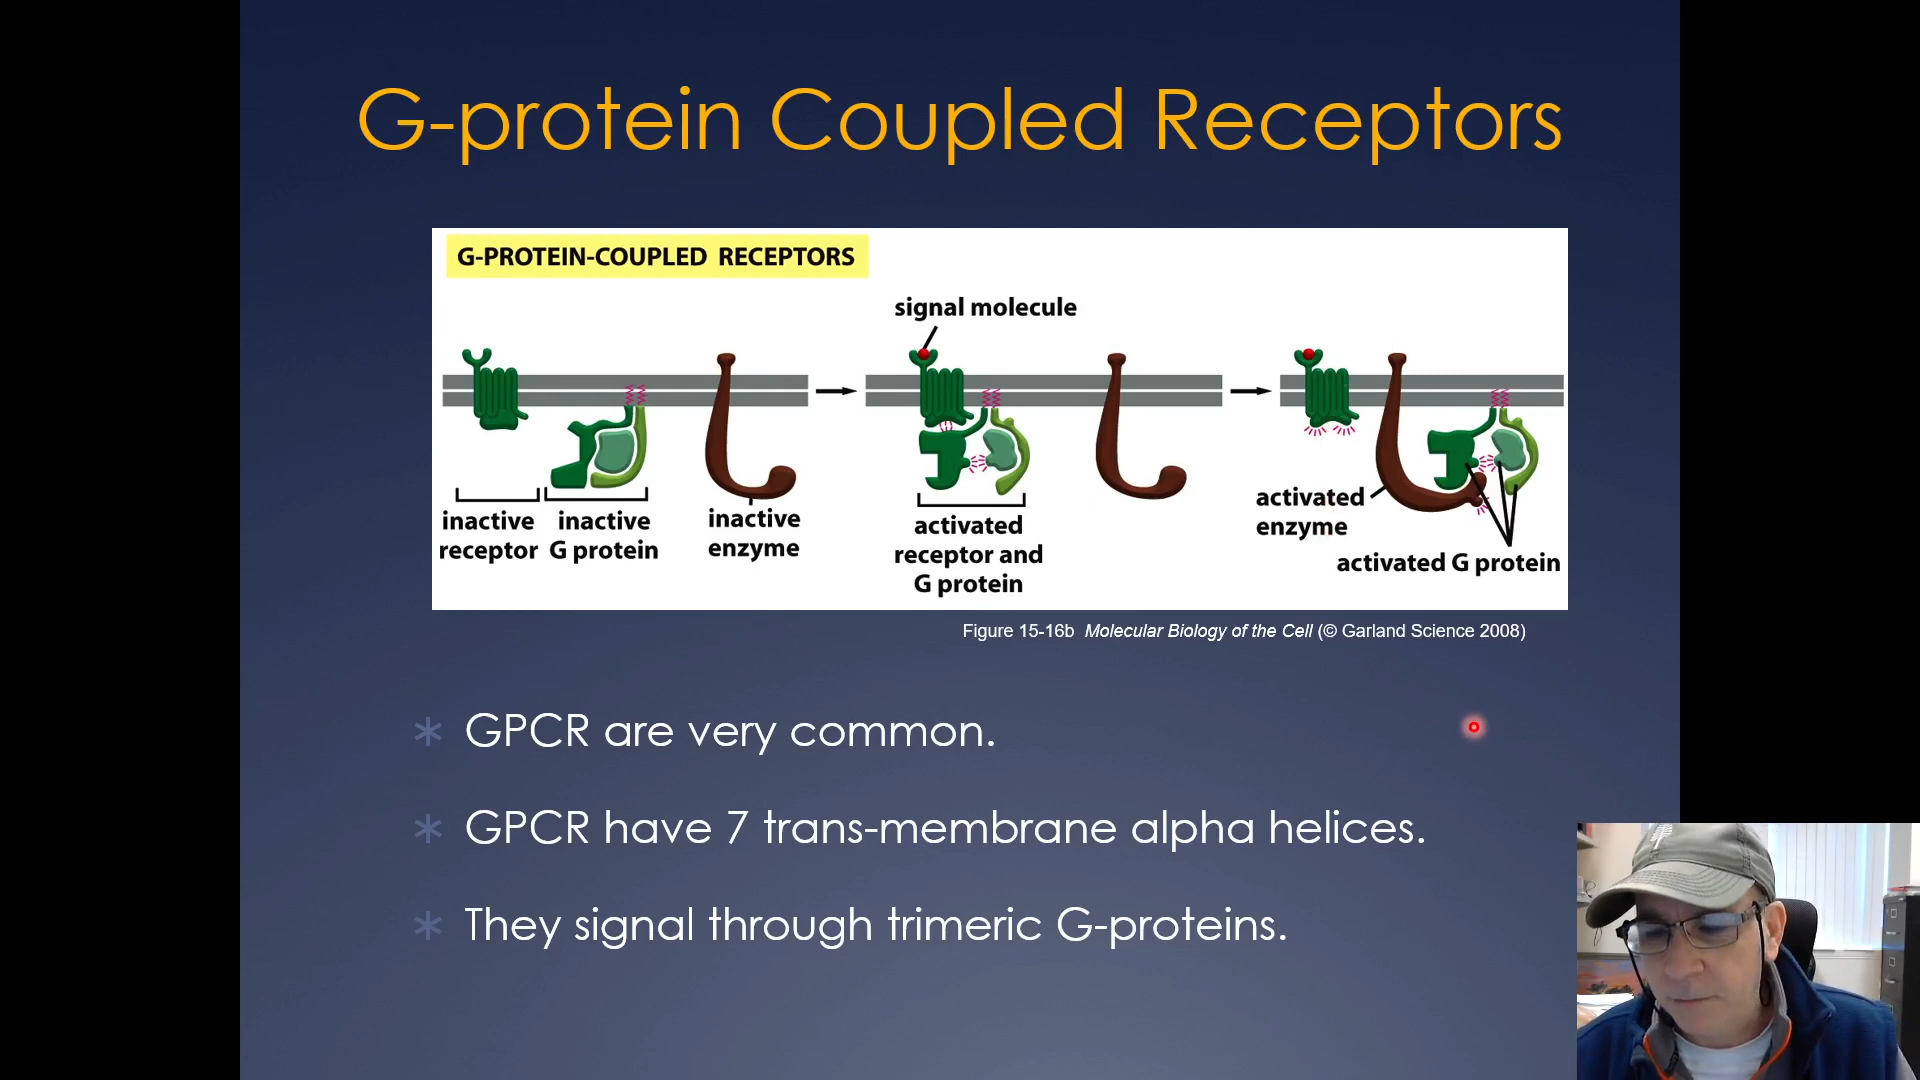 G-protein Coupled Receptors
G-PROTEIN-COUPLED RECEPTORS
signal molecule
inactive
receptor
inactive
G protein
inactive
enzyme
activated
receptor and
G protein
activated
enzyme
activated G protein
Figure 15-16b Molecular Biology of the Cell (© Garland Science 2008)
* GPCR are very common.
* GPCR have 7 trans-membrane alpha helices.
* They signal through trimeric G-proteins.